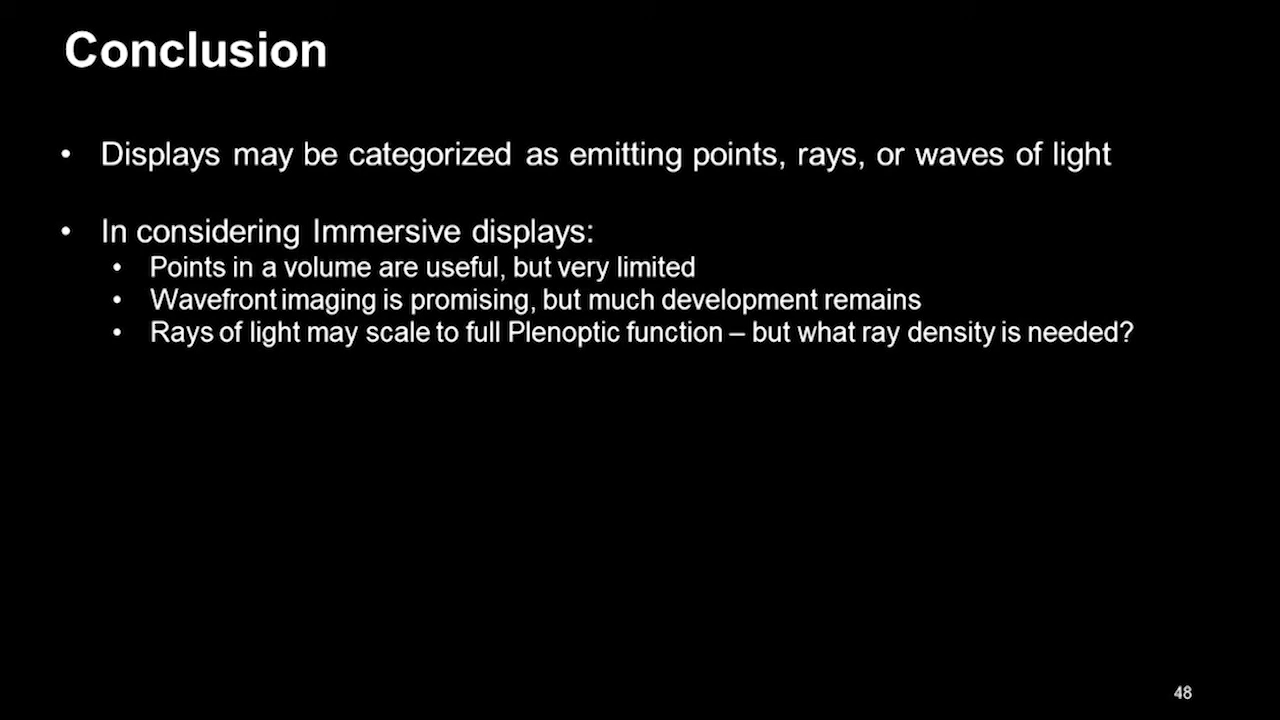 Conclusion
• Displays may be categorized as emitting points, rays, or waves of light
• In considering Immersive displays:
• Points in a volume are useful, but very limited
• Wavefront imaging is promising, but much development remains
• Rays of light may scale to full Plenoptic function – but what ray density is needed?
48